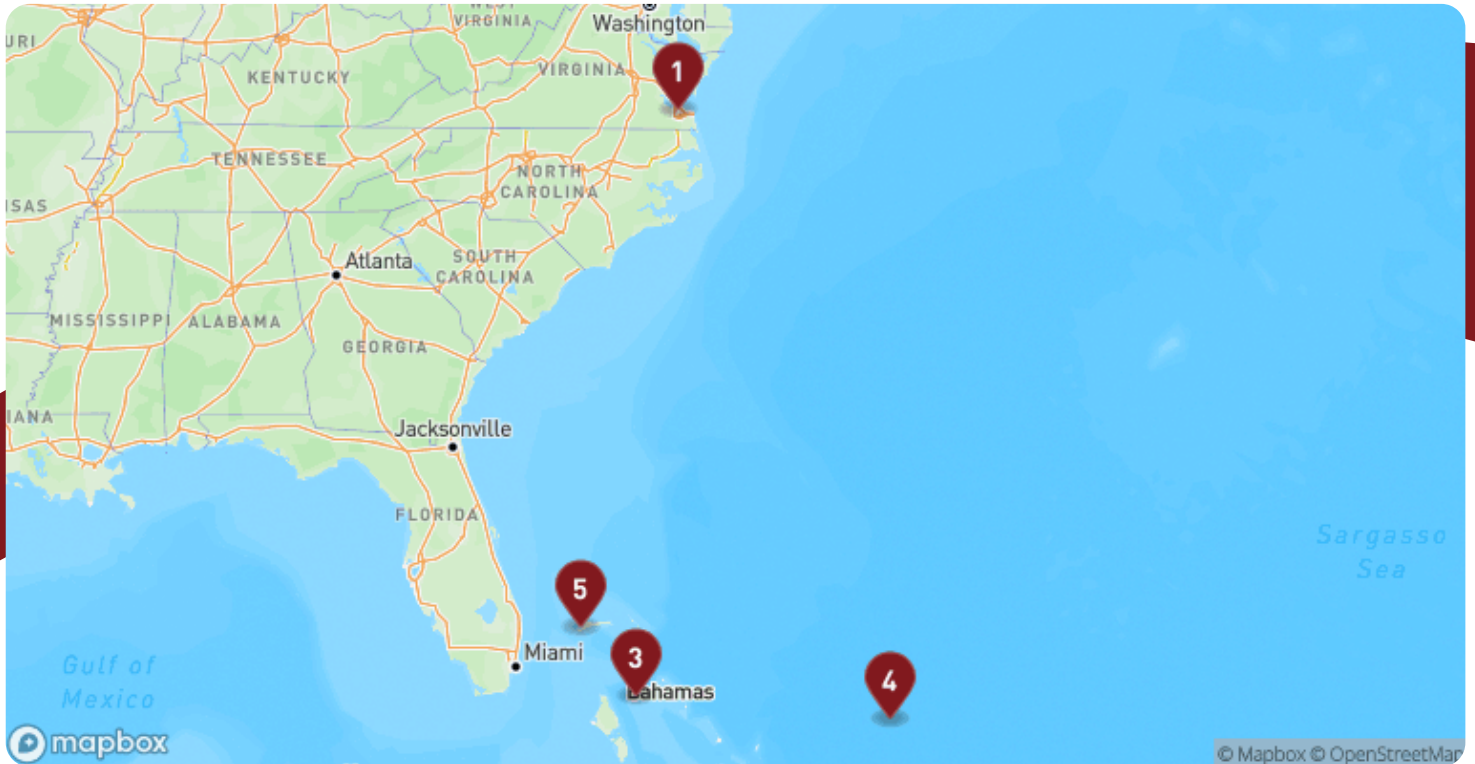 WEST
VIRGINIA
Washington
URI
KENTUCKY
VIRGINIA
1
TENNESSEE
NORTH
CAROLINA
SAS
Atlanta
SOUTH
CAROLINA
MISSISSIPPI
ALABAMA
GEORGIA
IANA
Jacksonville
FLORIDA
Sargasso
Sea
5
Miami
3
Bahamas
4
Gulf of
Mexico
mapbox
© Mapbox © OpenStreetMap